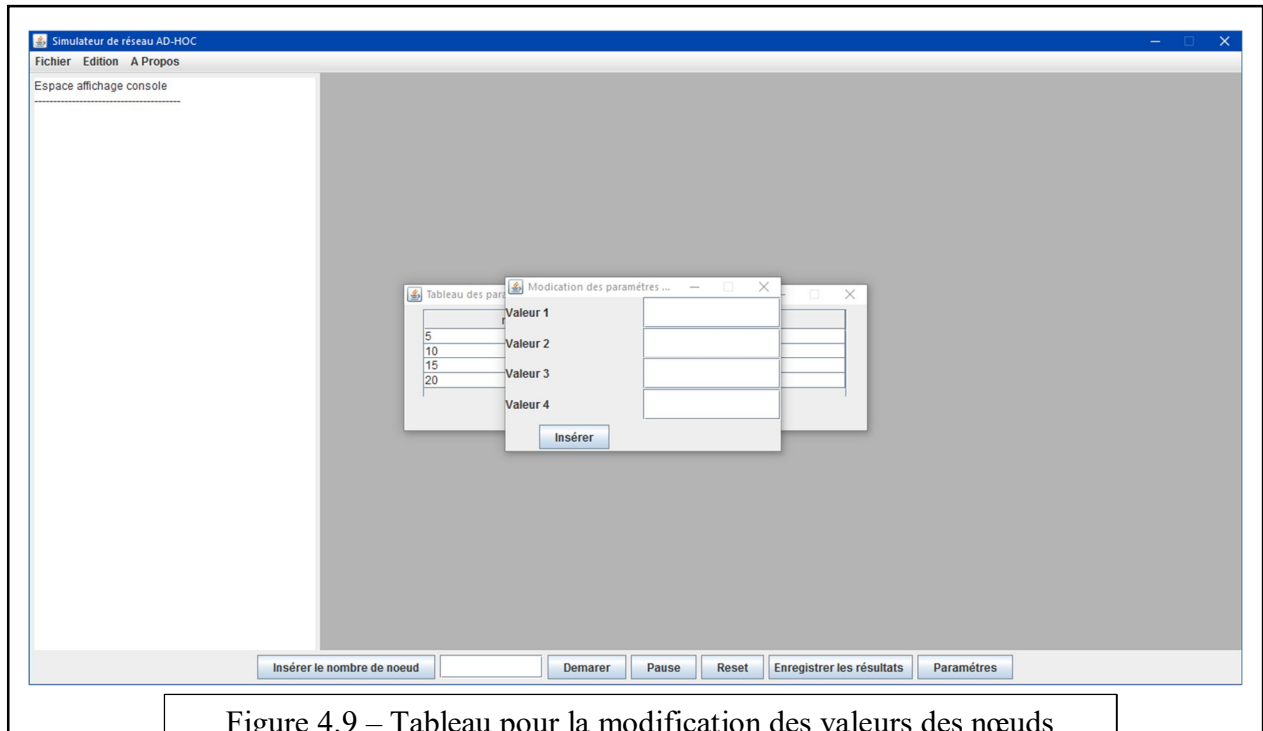 Simulateur de réseau AD-HOC
Fichier Edition A Propos
Espace affichage console
--------------------------------------
Tableau des
Modication des paramétres ...
Valeur 1
5
Valeur 2
10
15
Valeur 3
20
Valeur 4
Insérer
Insérer le nombre de noeud Demarer Pause Reset Enregistrer les résultats Paramétres
Figure 4.9 – Tableau pour la modification des valeurs des nœuds